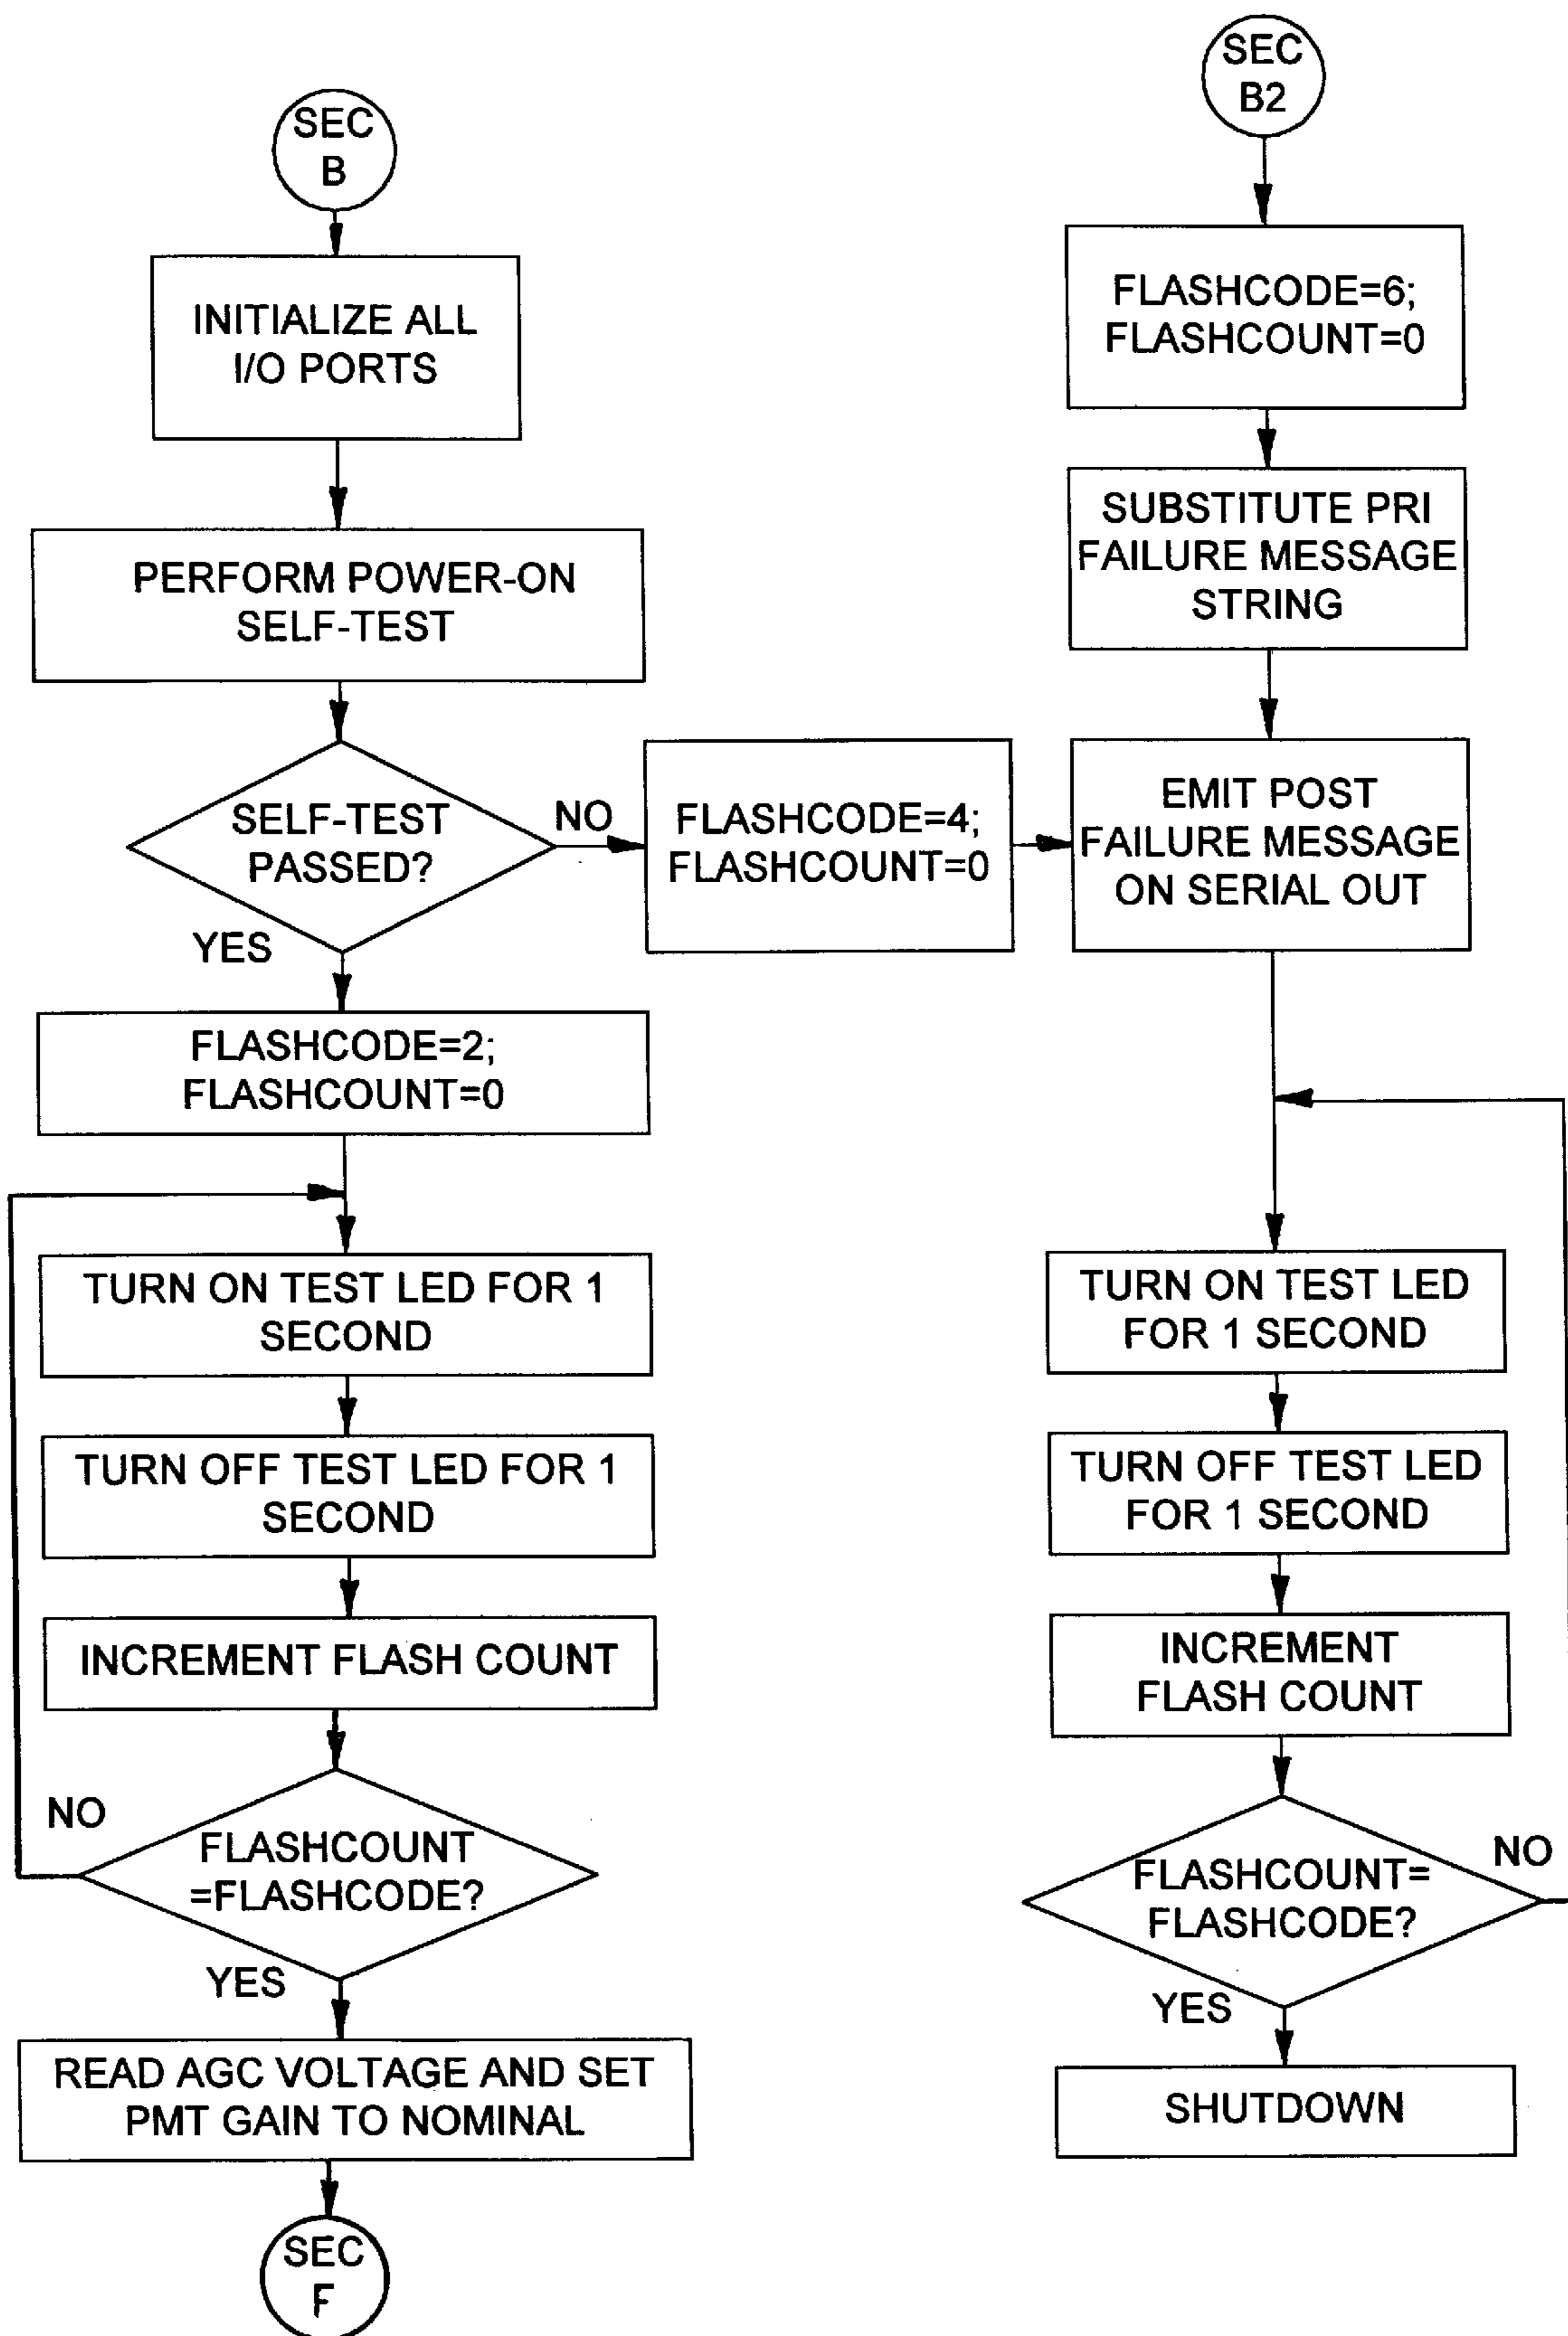 SEC
B
INITIALIZE ALL
I/O PORTS
PERFORM POWER-ON
SELF-TEST
SELF-TEST
PASSED?
NO
YES
FLASHCODE=4;
FLASHCOUNT=0
FLASHCODE=2;
FLASHCOUNT=0
TURN ON TEST LED FOR 1
SECOND
TURN OFF TEST LED FOR 1
SECOND
INCREMENT FLASH COUNT
NO
FLASHCOUNT
=FLASHCODE?
YES
READ AGC VOLTAGE AND SET
PMT GAIN TO NOMINAL
SEC
F
SEC
B2
FLASHCODE=6;
FLASHCOUNT=0
SUBSTITUTE PRI
FAILURE MESSAGE
STRING
EMIT POST
FAILURE MESSAGE
ON SERIAL OUT
TURN ON TEST LED
FOR 1 SECOND
TURN OFF TEST LED
FOR 1 SECOND
INCREMENT
FLASH COUNT
NO
FLASHCOUNT=
FLASHCODE?
YES
SHUTDOWN